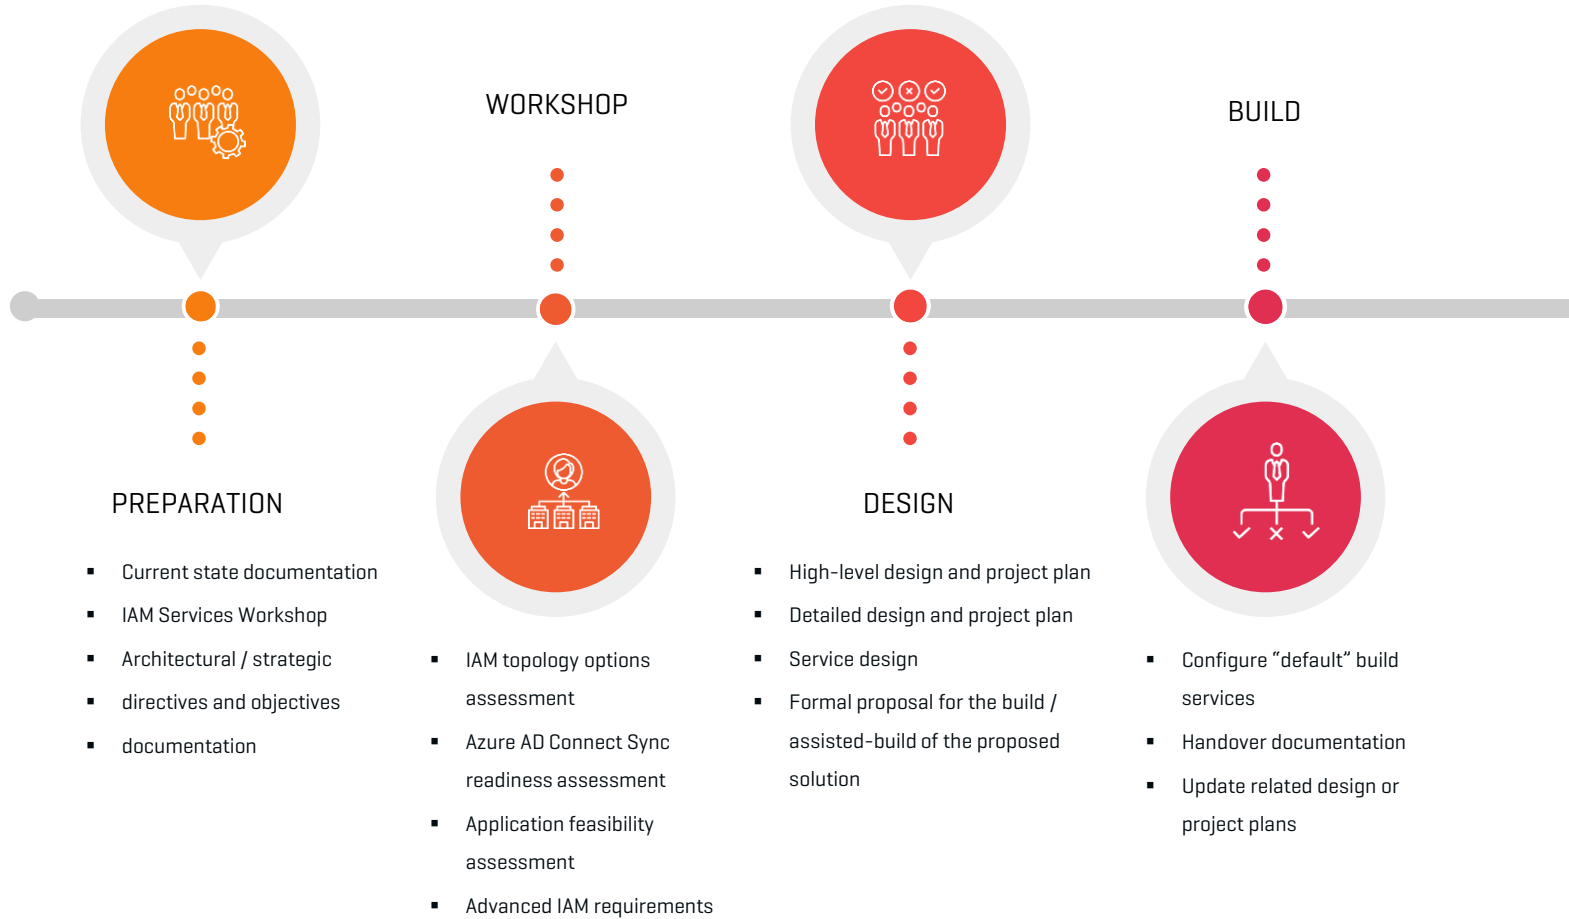 PREPARATION
▪ Current state documentation
▪ IAM Services Workshop
▪ Architectural / strategic
▪ directives and objectives
▪ documentation
WORKSHOP
▪ IAM topology options
assessment
▪ Azure AD Connect Sync
readiness assessment
▪ Application feasibility
assessment
▪ Advanced IAM requirements
DESIGN
▪ High-level design and project plan
▪ Detailed design and project plan
▪ Service design
▪ Formal proposal for the build /
assisted-build of the proposed
solution
BUILD
▪ Configure “default” build
services
▪ Handover documentation
▪ Update related design or
project plans